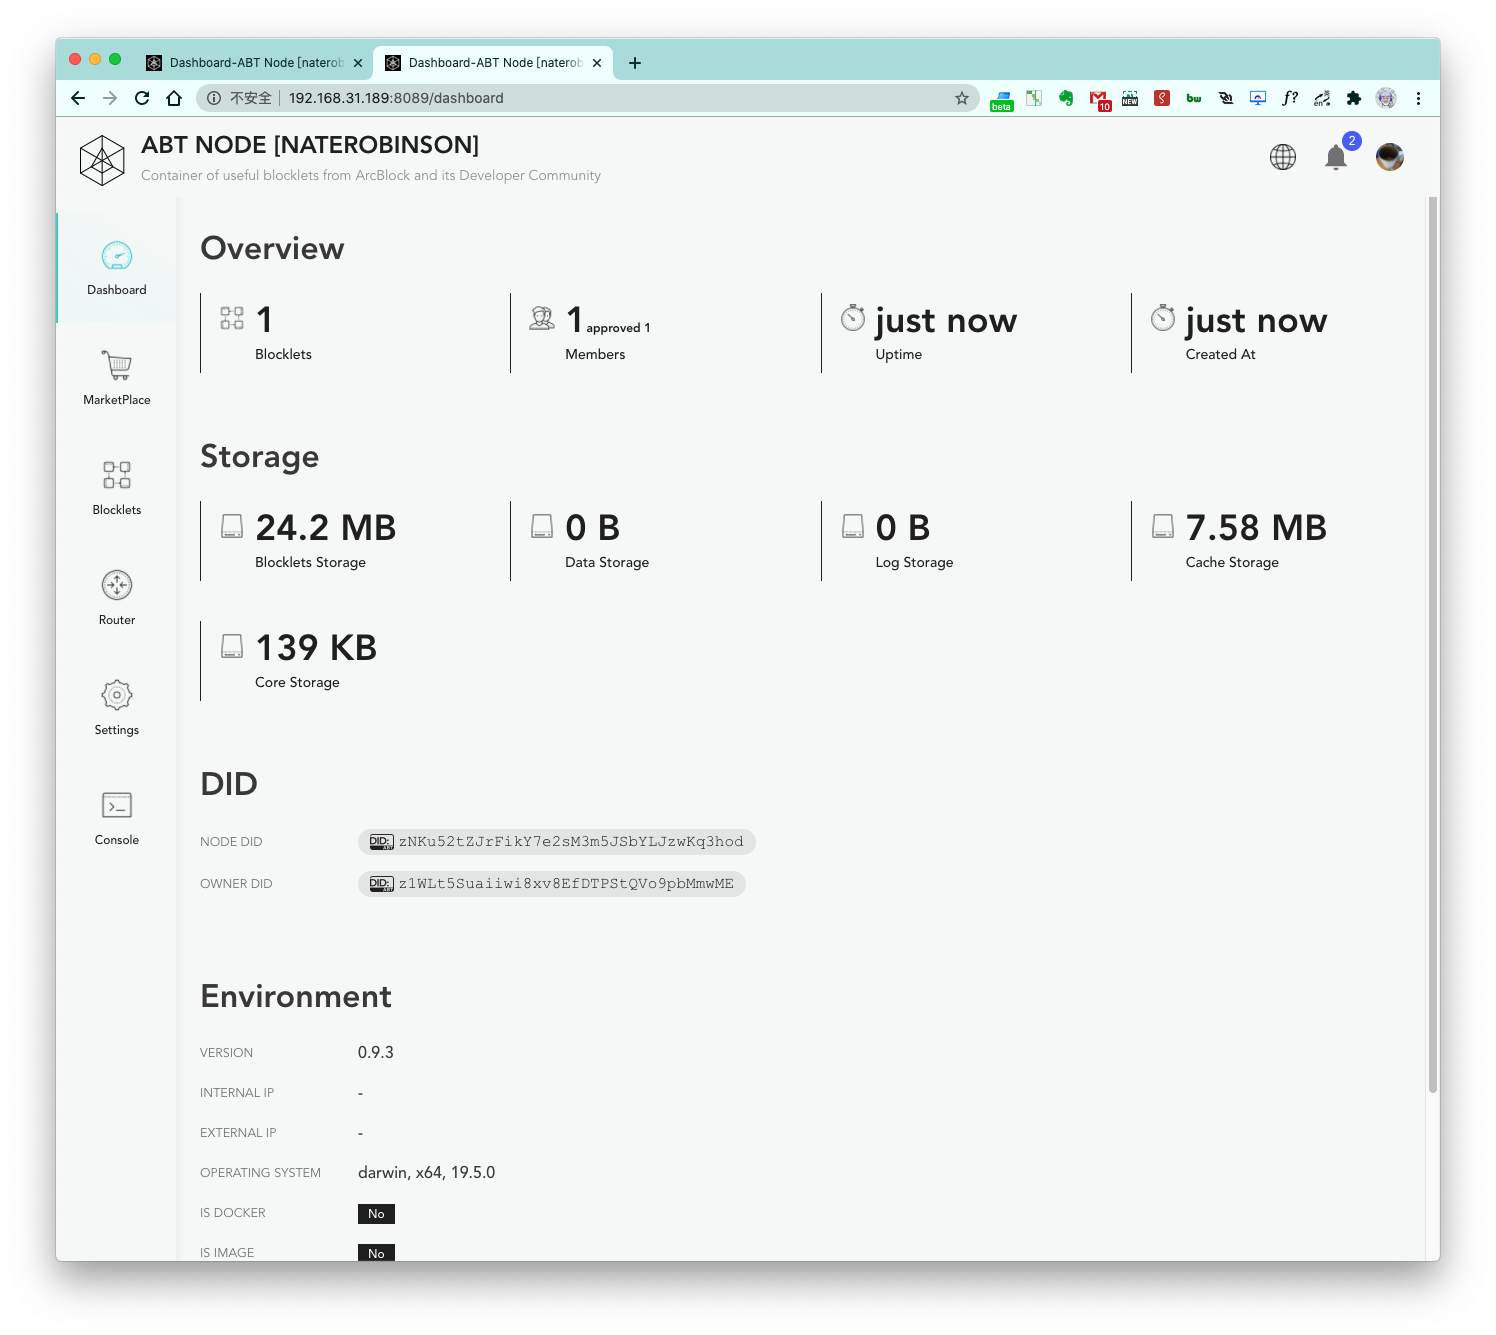 Dashboard-ABT Node [naterob
Dashboard-ABT Node [naterob
不安全 192.168.31.189:8089/dashboard
beta
10
NEW
bw
f?
en
ABT NODE [NATEROBINSON]
2
Container of useful blocklets from ArcBlock and its Developer Community
Dashboard
MarketPlace
Blocklets
Router
Settings
Console
Overview
1
Blocklets
1 approved 1
Members
just now
Uptime
just now
Created At
Storage
24.2 MB
Blocklets Storage
0 B
Data Storage
0 B
Log Storage
7.58 MB
Cache Storage
139 KB
Core Storage
DID
NODE DID DID: ABT zNKu52tZJrFikY7e2sM3m5JSbYLJzwKq3hod
OWNER DID DID: ABT z1WLt5Suaiiwi8xv8EfDTPStQVo9pbMmwME
Environment
VERSION 0.9.3
INTERNAL IP -
EXTERNAL IP -
OPERATING SYSTEM darwin, x64, 19.5.0
IS DOCKER No
IS IMAGE No